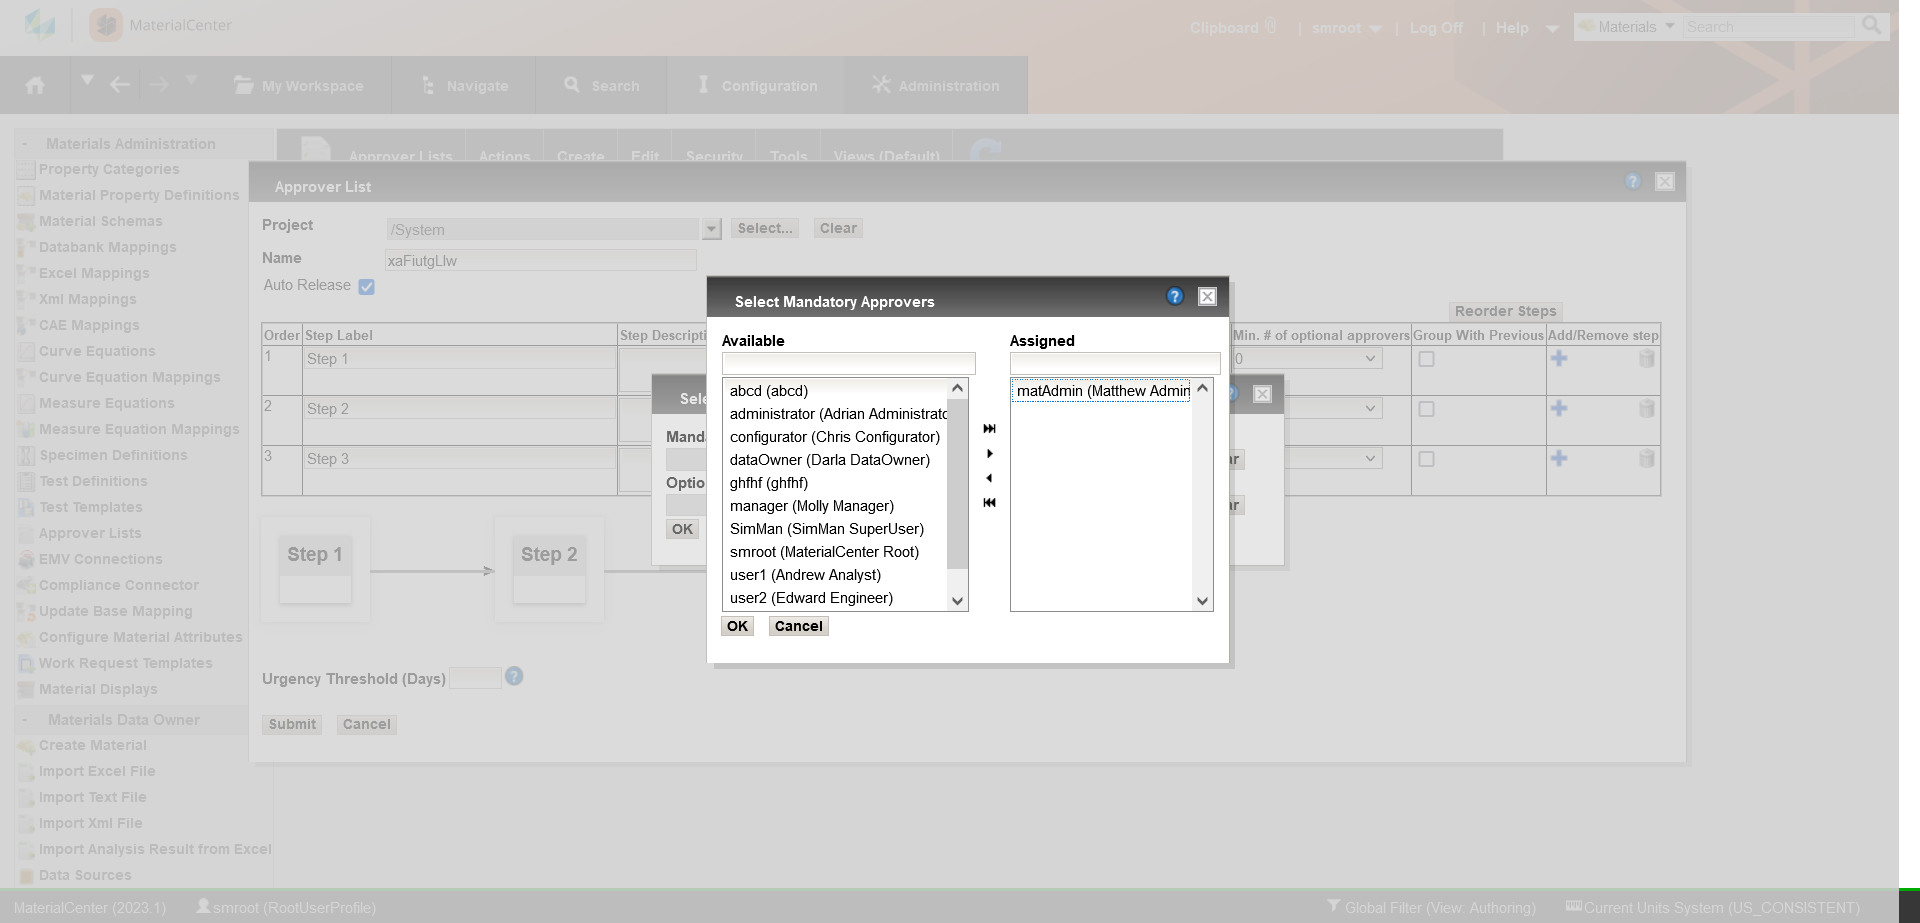 MaterialCenter
Clipboard | smroot | Log Off | Help Materials Search
My Workspace Navigate Search Configuration Administration
- Materials Administration
Property Categories
Material Property Definitions
Material Schemas
Databank Mappings
Excel Mappings
Xml Mappings
CAE Mappings
Curve Equations
Curve Equation Mappings
Measure Equations
Measure Equation Mappings
Specimen Definitions
Test Definitions
Test Templates
Approver Lists
EMV Connections
Compliance Connector
Update Base Mapping
Configure Material Attributes
Work Request Templates
Material Displays
- Materials Data Owner
Create Material
Import Excel File
Import Text File
Import Xml File
Import Analysis Result from Excel
Data Sources
Approver Lists Actions Create Edit Security Tools Views (Default)
Approver List ?
Project /System Select... Clear
Name xaFiutgLlw
Auto Release
Reorder Steps
Order Step Label Step Descripti Min. # of optional approvers Group With Previous Add/Remove step
1 Step 1 0
2 Step 2
3 Step 3
Step 1 Step 2
Urgency Threshold (Days) ?
Submit Cancel
Sele
Manda
ar
Optio
ar
OK
Select Mandatory Approvers ?
Available Assigned
abcd (abcd)
administrator (Adrian Administrato
configurator (Chris Configurator)
dataOwner (Darla DataOwner)
ghfhf (ghfhf)
manager (Molly Manager)
SimMan (SimMan SuperUser)
smroot (MaterialCenter Root)
user1 (Andrew Analyst)
user2 (Edward Engineer)
matAdmin (Matthew Admin
OK Cancel
MaterialCenter (2023.1) smroot (RootUserProfile) Global Filter (View: Authoring) Current Units System (US_CONSISTENT)